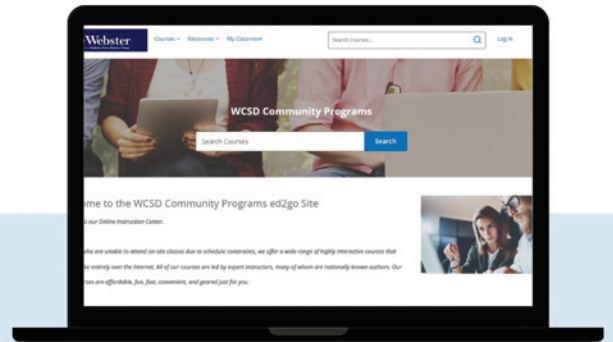 Webster
Courses Resources My Classroom
Search Courses...
Log In
WCSD Community Programs
Search Courses
Search
ome to the WCSD Community Programs ed2go Site
o our Online Instruction Center.
who are unable to attend on-site classes due to schedule constraints, we offer a wide range of highly interactive courses that
ke entirely over the Internet. All of our courses are led by expert instructors, many of whom are nationally known authors. Our
rses are affordable, fun, fast, convenient, and geared just for you.